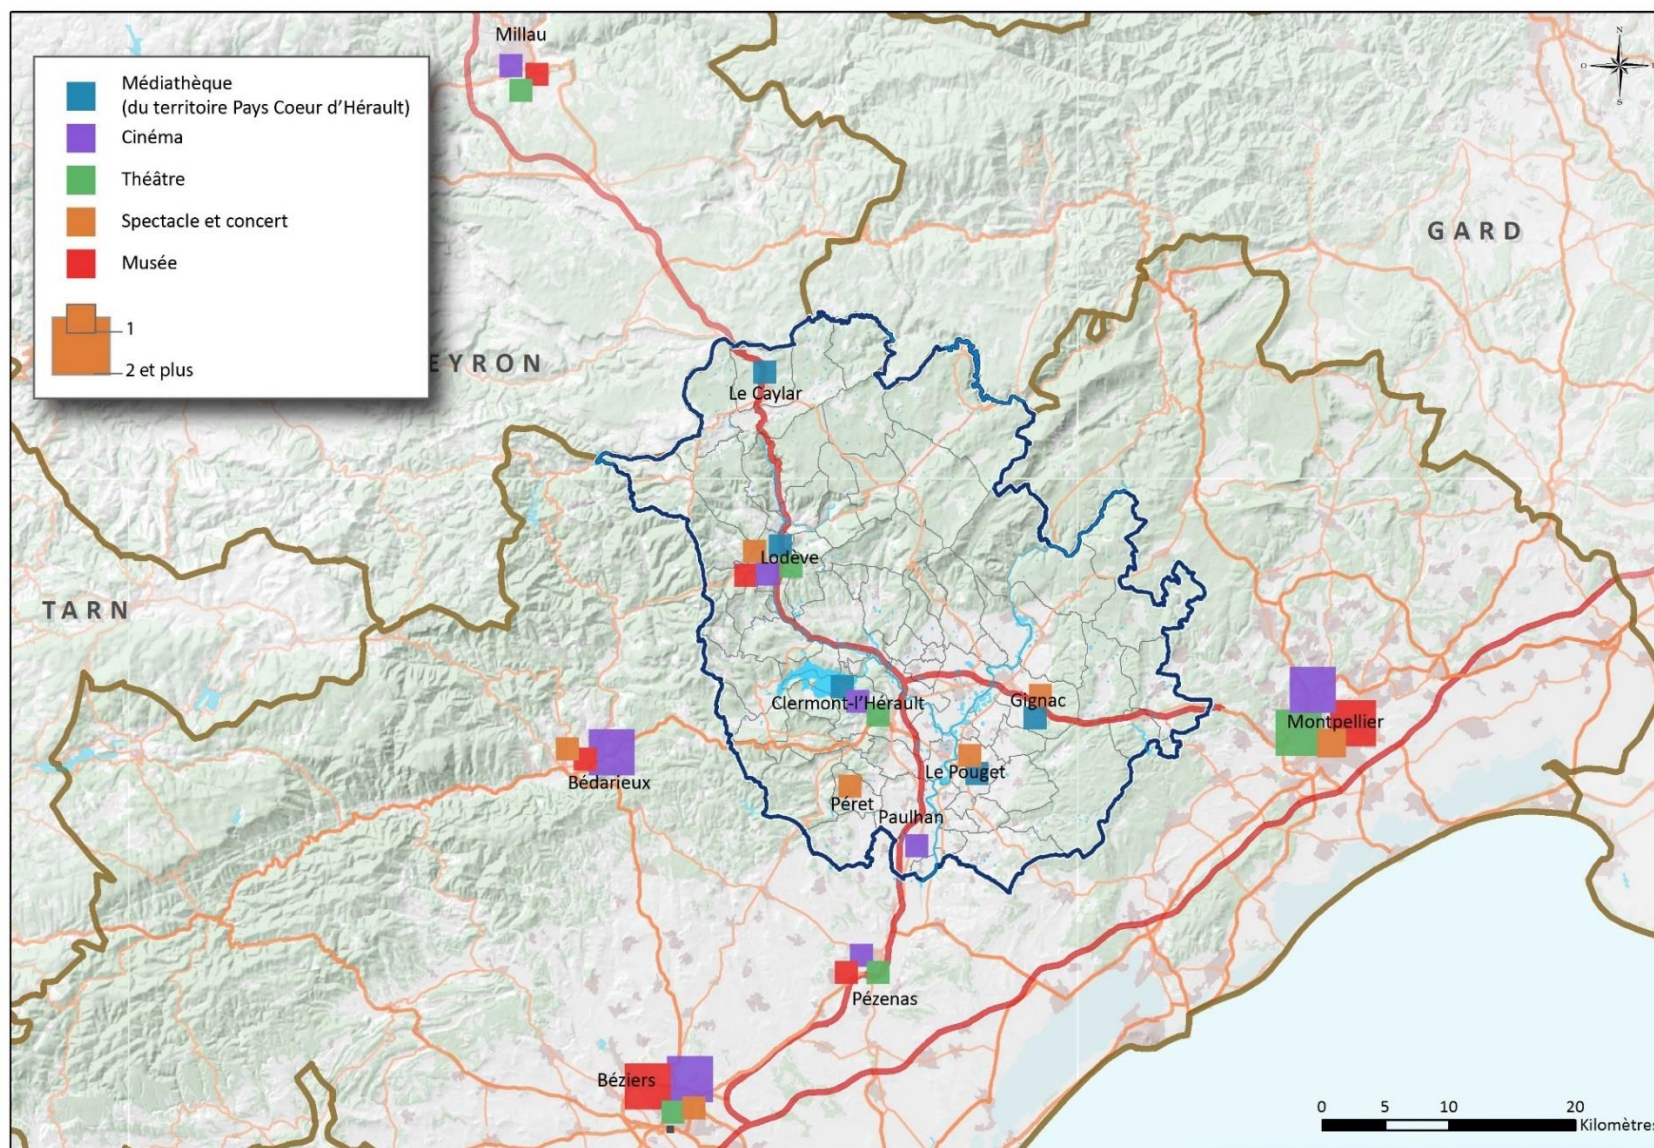 Millau
N
O
S
Médiathèque
(du territoire Pays Coeur d'Hérault)
Cinéma
Théâtre
Spectacle et concert
Musée
1
2 et plus
GARD
EYRON
Le Caylar
Lodève
TARN
Clermont-l'Hérault
Gignac
Montpellier
Le Pouget
Bédarieux
Péret
Paulhan
Pézenas
Béziers
0 5 10 20
Kilomètres